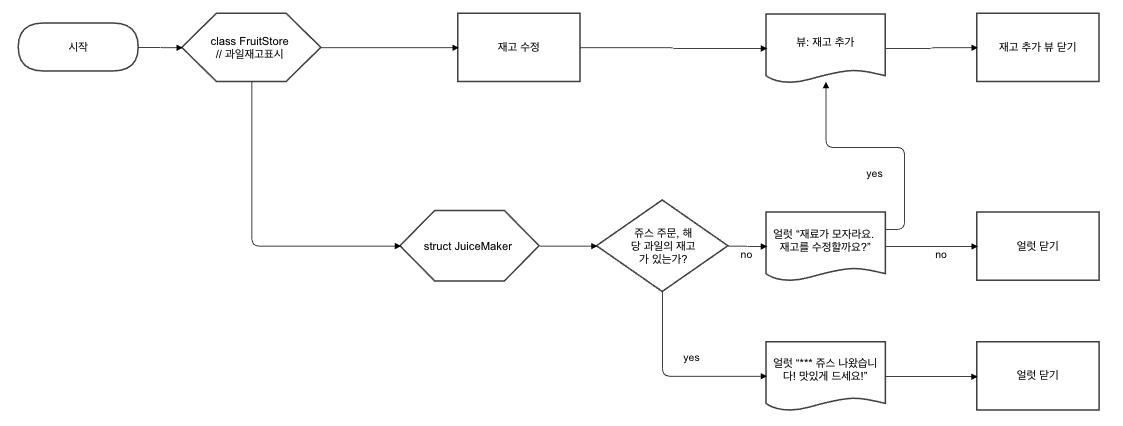 시작
class FruitStore
// 과일재고표시
재고 수정
뷰: 재고 추가
재고 추가 뷰 닫기
yes
struct JuiceMaker
쥬스 주문, 해
당 과일의 재고
가 있는가?
no
얼럿 “재료가 모자라요.
재고를 수정할까요?”
no
얼럿 닫기
yes
얼럿 “*** 쥬스 나왔습니
다! 맛있게 드세요!”
얼럿 닫기